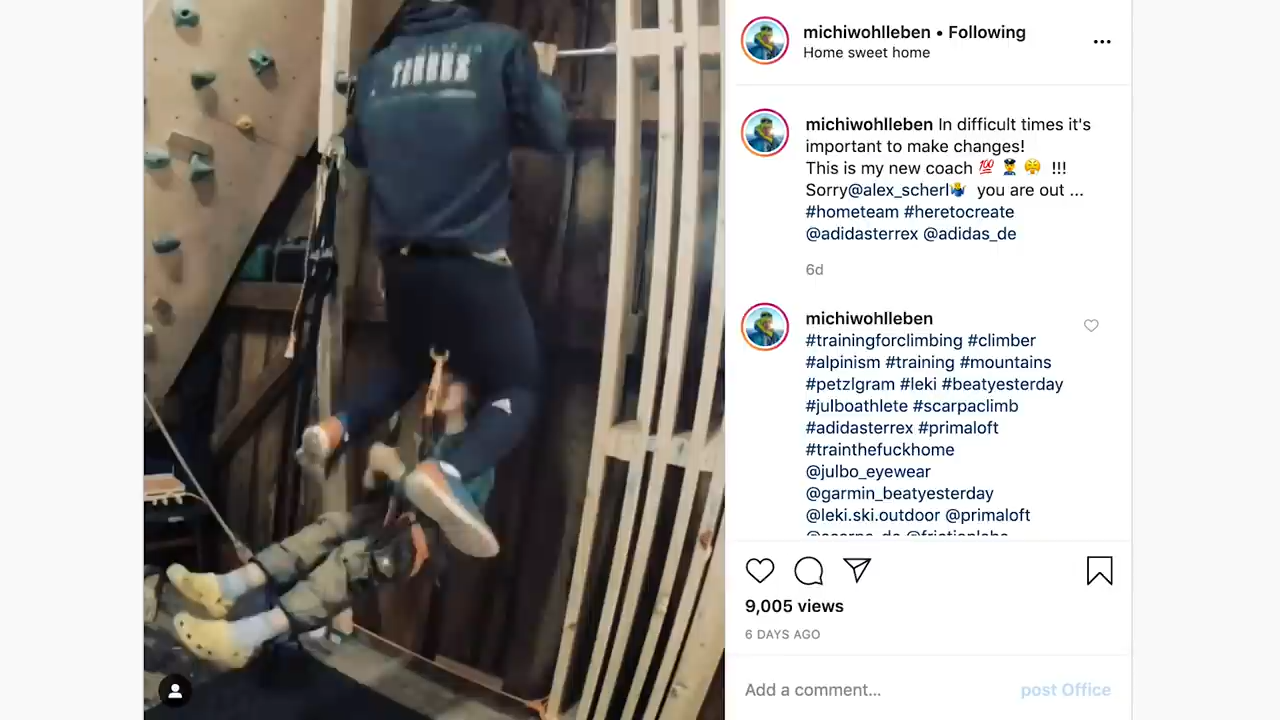 michiwohlleben • Following
Home sweet home
michiwohlleben In difficult times it's
important to make changes!
This is my new coach 💯 👮 😤 !!!
Sorry@alex_scherl🤷‍♂️ you are out ...
#hometeam #heretocreate
@adidasterrex @adidas_de
6d
michiwohlleben
#trainingforclimbing #climber
#alpinism #training #mountains
#petzlgram #leki #beatyesterday
#julboathlete #scarpaclimb
#adidasterrex #primaloft
#trainthefuckhome
@julbo_eyewear
@garmin_beatyesterday
@leki.ski.outdoor @primaloft
9,005 views
6 DAYS AGO
Add a comment...
post Office